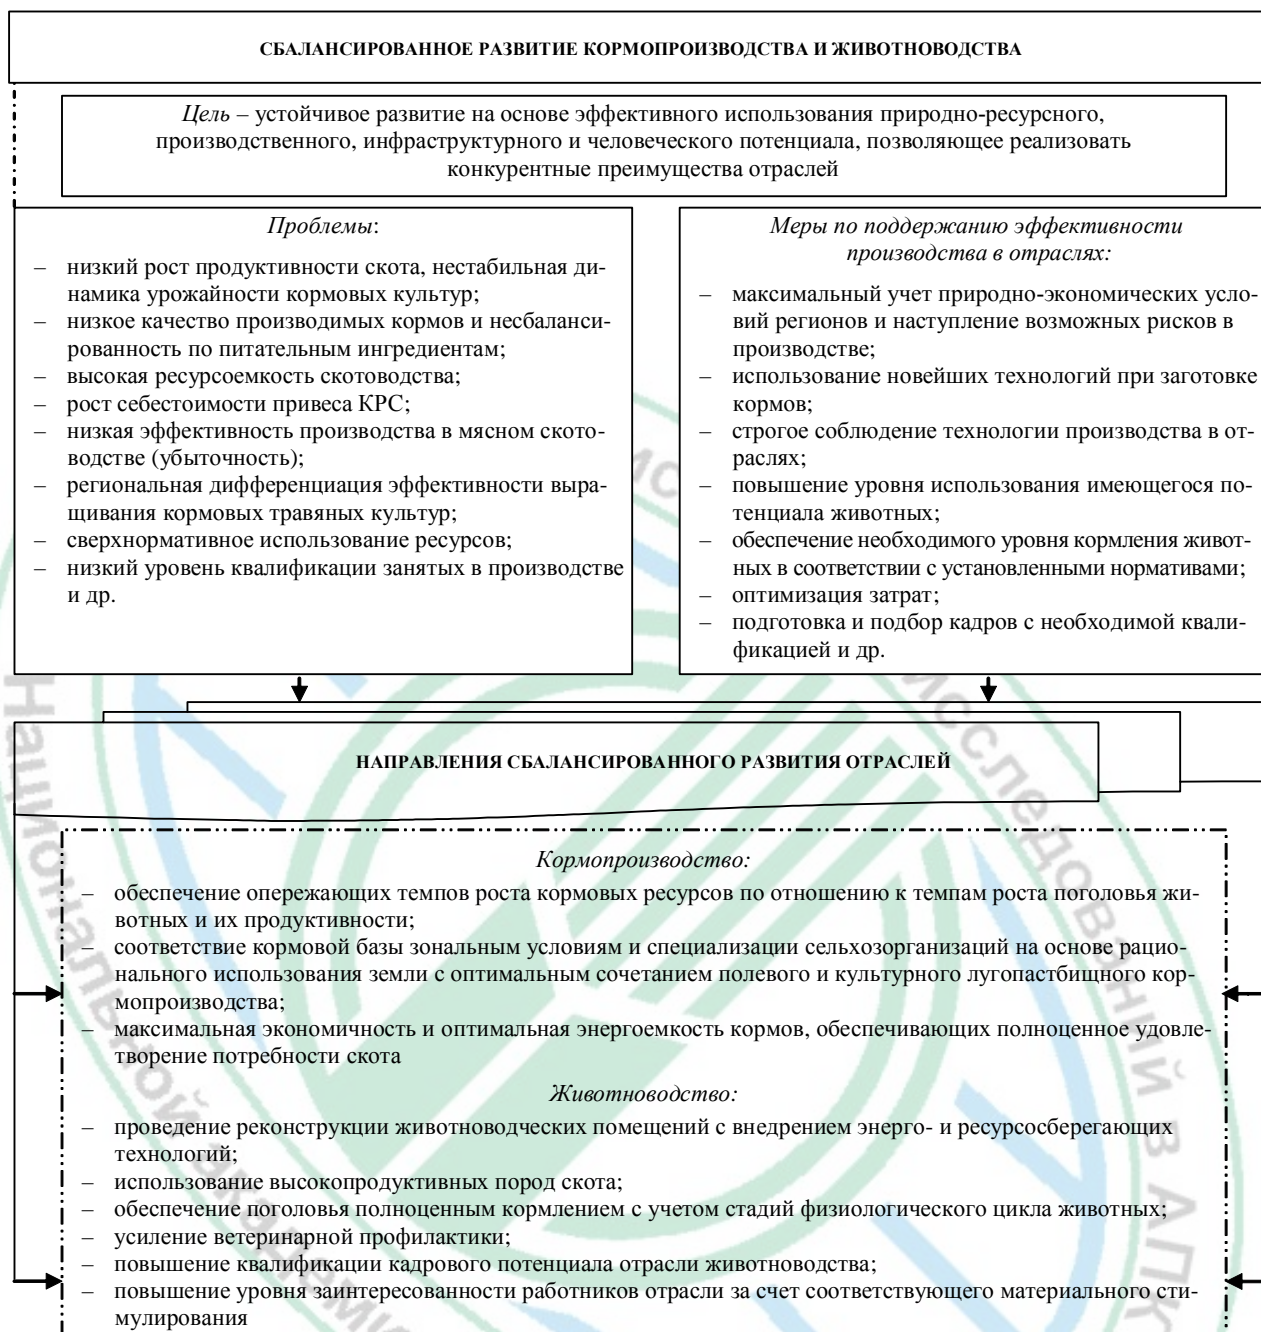 СБАЛАНСИРОВАННОЕ РАЗВИТИЕ КОРМОПРОИЗВОДСТВА И ЖИВОТНОВОДСТВА
Цель – устойчивое развитие на основе эффективного использования природно-ресурсного,
производственного, инфраструктурного и человеческого потенциала, позволяющее реализовать
конкурентные преимущества отраслей
Проблемы:
– низкий рост продуктивности скота, нестабильная ди-
намика урожайности кормовых культур;
– низкое качество производимых кормов и несбаланси-
рованность по питательным ингредиентам;
– высокая ресурсоемкость скотоводства;
– рост себестоимости привеса КРС;
– низкая эффективность производства в мясном ското-
водстве (убыточность);
– региональная дифференциация эффективности выра-
щивания кормовых травяных культур;
– сверхнормативное использование ресурсов;
– низкий уровень квалификации занятых в производстве
и др.
Меры по поддержанию эффективности
производства в отраслях:
– максимальный учет природно-экономических усло-
вий регионов и наступление возможных рисков в
производстве;
– использование новейших технологий при заготовке
кормов;
– строгое соблюдение технологии производства в от-
раслях;
– повышение уровня использования имеющегося по-
тенциала животных;
– обеспечение необходимого уровня кормления живот-
ных в соответствии с установленными нормативами;
– оптимизация затрат;
– подготовка и подбор кадров с необходимой квали-
фикацией и др.
НАПРАВЛЕНИЯ СБАЛАНСИРОВАННОГО РАЗВИТИЯ ОТРАСЛЕЙ
Кормопроизводство:
– обеспечение опережающих темпов роста кормовых ресурсов по отношению к темпам роста поголовья жи-
вотных и их продуктивности;
– соответствие кормовой базы зональным условиям и специализации сельхозорганизаций на основе рацио-
нального использования земли с оптимальным сочетанием полевого и культурного лугопастбищного кор-
мопроизводства;
– максимальная экономичность и оптимальная энергоемкость кормов, обеспечивающих полноценное удовле-
творение потребности скота
Животноводство:
– проведение реконструкции животноводческих помещений с внедрением энерго- и ресурсосберегающих
технологий;
– использование высокопродуктивных пород скота;
– обеспечение поголовья полноценным кормлением с учетом стадий физиологического цикла животных;
– усиление ветеринарной профилактики;
– повышение квалификации кадрового потенциала отрасли животноводства;
– повышение уровня заинтересованности работников отрасли за счет соответствующего материального сти-
мулирования
национальной
исследований в АПК